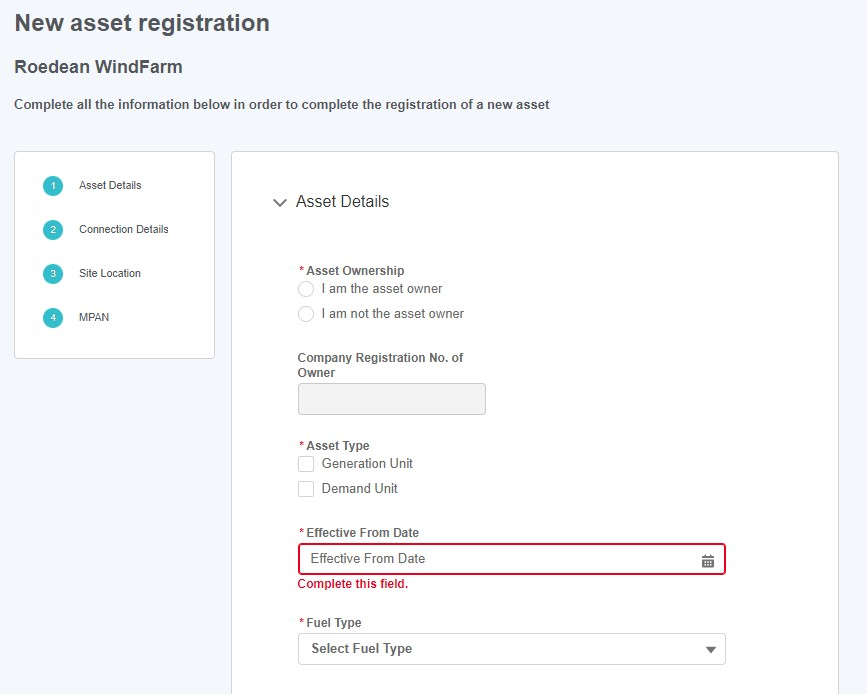 New asset registration
Roedean WindFarm
Complete all the information below in order to complete the registration of a new asset
1 Asset Details
2 Connection Details
3 Site Location
4 MPAN
Asset Details
* Asset Ownership
I am the asset owner
I am not the asset owner
Company Registration No. of
Owner
* Asset Type
Generation Unit
Demand Unit
* Effective From Date
Effective From Date
Complete this field.
* Fuel Type
Select Fuel Type